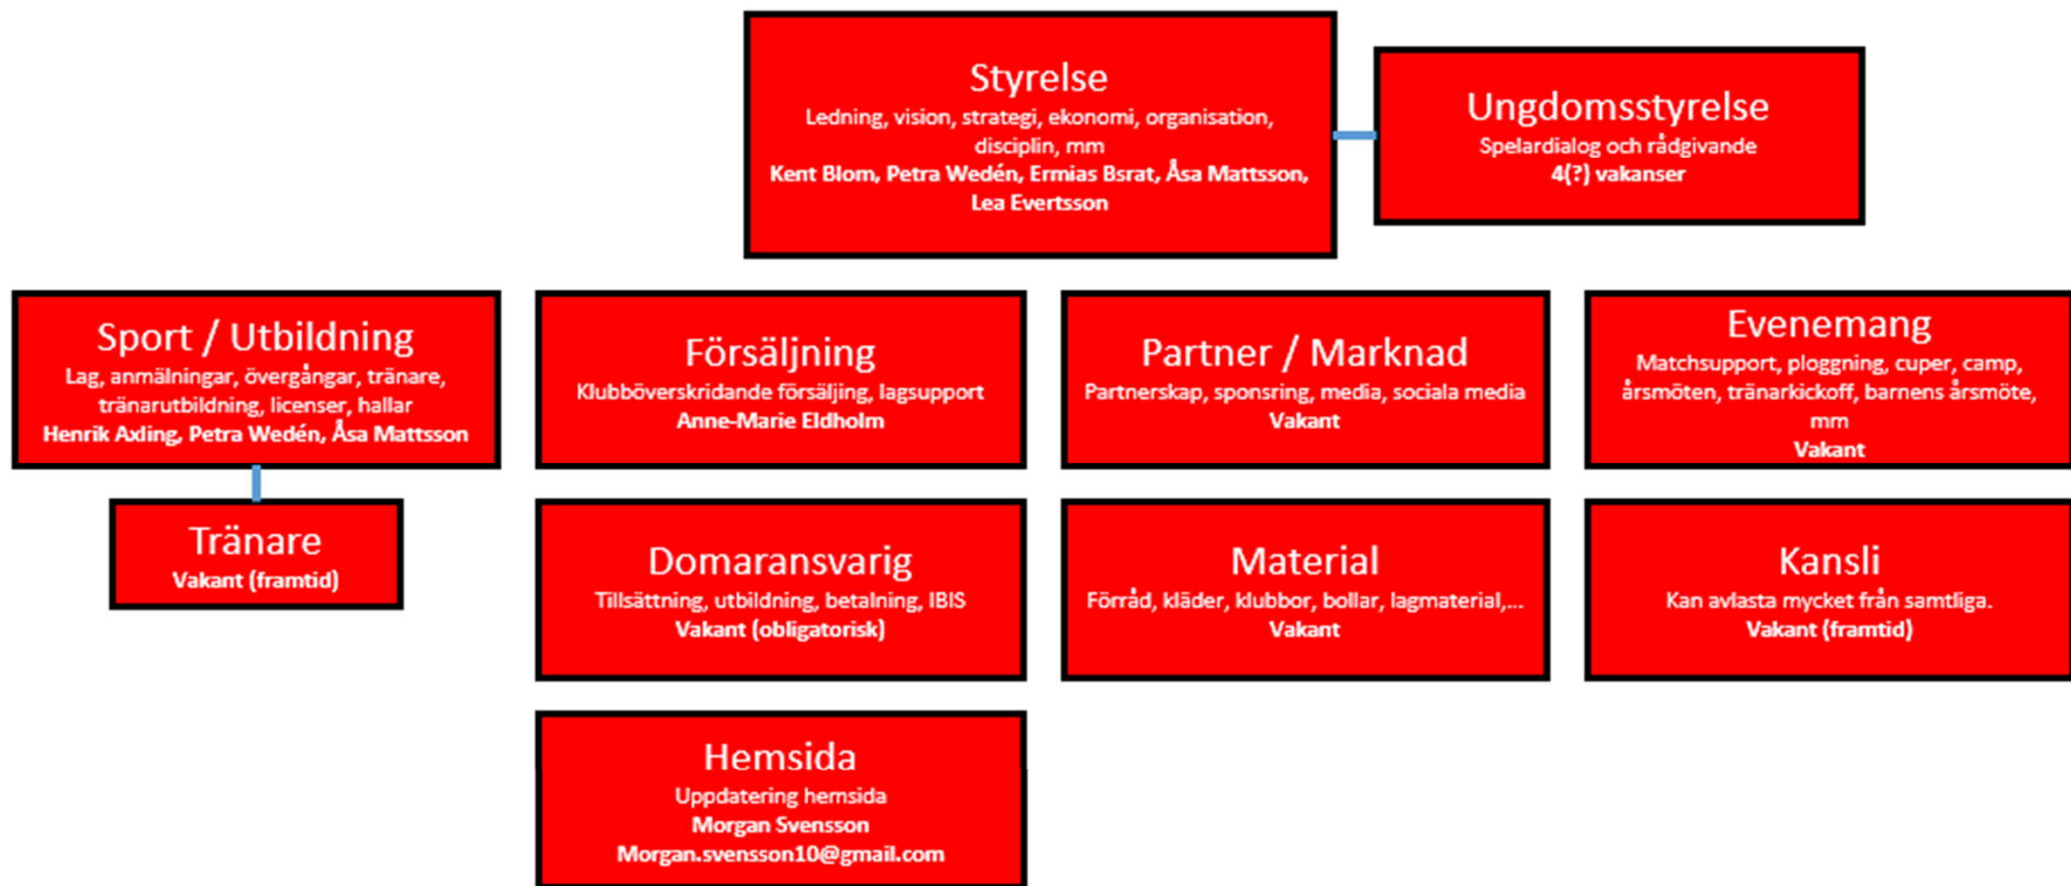 Styrelse
Ledning, vision, strategi, ekonomi, organisation,
disciplin, mm
Kent Blom, Petra Wedén, Ermias Bsrat, Åsa Mattsson,
Lea Evertsson
Ungdomsstyrelse
Spelardialog och rådgivande
4(?) vakanser
Sport / Utbildning
Lag, anmälningar, övergångar, tränare,
tränarutbildning, licenser, hallar
Henrik Axling, Petra Wedén, Åsa Mattsson
Försäljning
Klubböverskridande försäljing, lagsupport
Anne-Marie Eldholm
Partner / Marknad
Partnerskap, sponsring, media, sociala media
Vakant
Evenemang
Matchsupport, ploggning, cuper, camp,
årsmöten, tränarkickoff, barnens årsmöte,
mm
Vakant
Tränare
Vakant (framtid)
Domaransvarig
Tillsättning, utbildning, betalning, IBIS
Vakant (obligatorisk)
Material
Förråd, kläder, klubbor, bollar, lagmaterial,...
Vakant
Kansli
Kan avlasta mycket från samtliga.
Vakant (framtid)
Hemsida
Uppdatering hemsida
Morgan Svensson
Morgan.svensson10@gmail.com